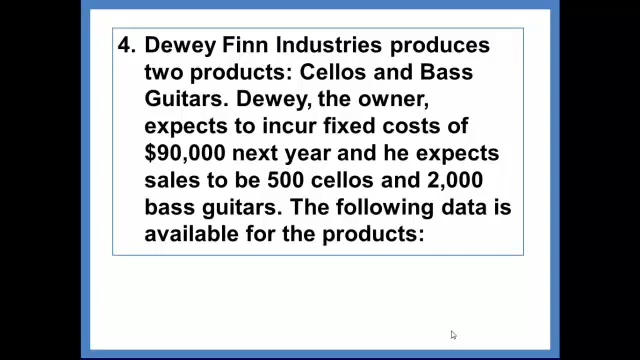 4. Dewey Finn Industries produces
two products: Cellos and Bass
Guitars. Dewey, the owner,
expects to incur fixed costs of
$90,000 next year and he expects
sales to be 500 cellos and 2,000
bass guitars. The following data is
available for the products: